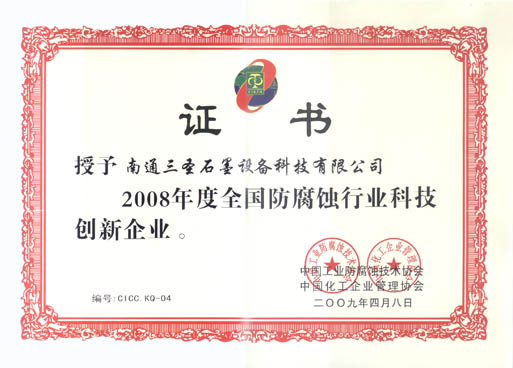 证书
授予 南通三圣石墨设备科技有限公司
2008年度全国防腐蚀行业科技
创新企业。
中国工业防腐蚀技术协会
中国化工企业管理协会
二〇〇九年四月八日
编号:CICC.KQ-04